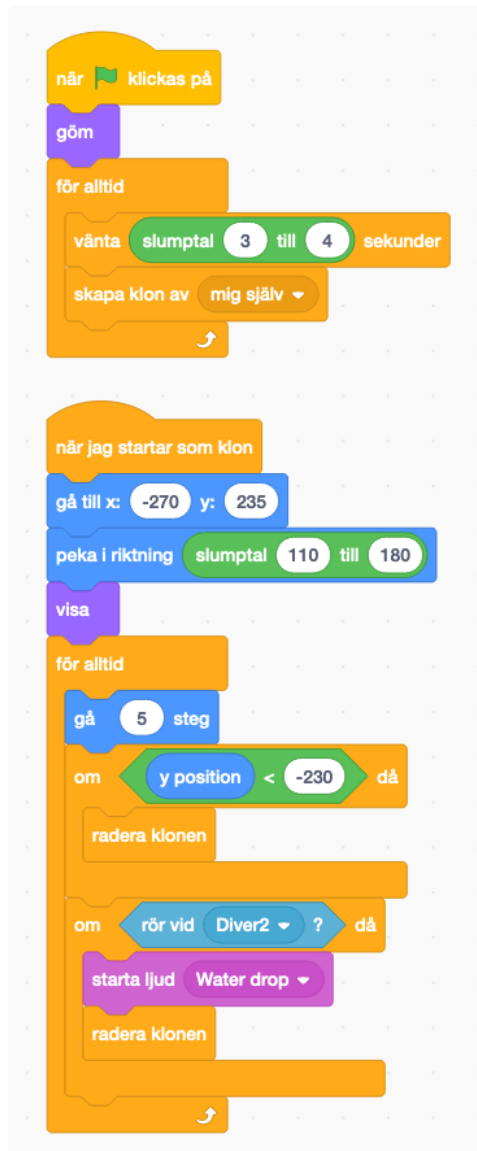 när klickas på
göm
för alltid
vänta slumptal 3 till 4 sekunder
skapa klon av mig själv
när jag startar som klon
gå till x: -270 y: 235
peka i riktning slumptal 110 till 180
visa
för alltid
gå 5 steg
om y position < -230 då
radera klonen
om rör vid Diver2 ? då
starta ljud Water drop
radera klonen